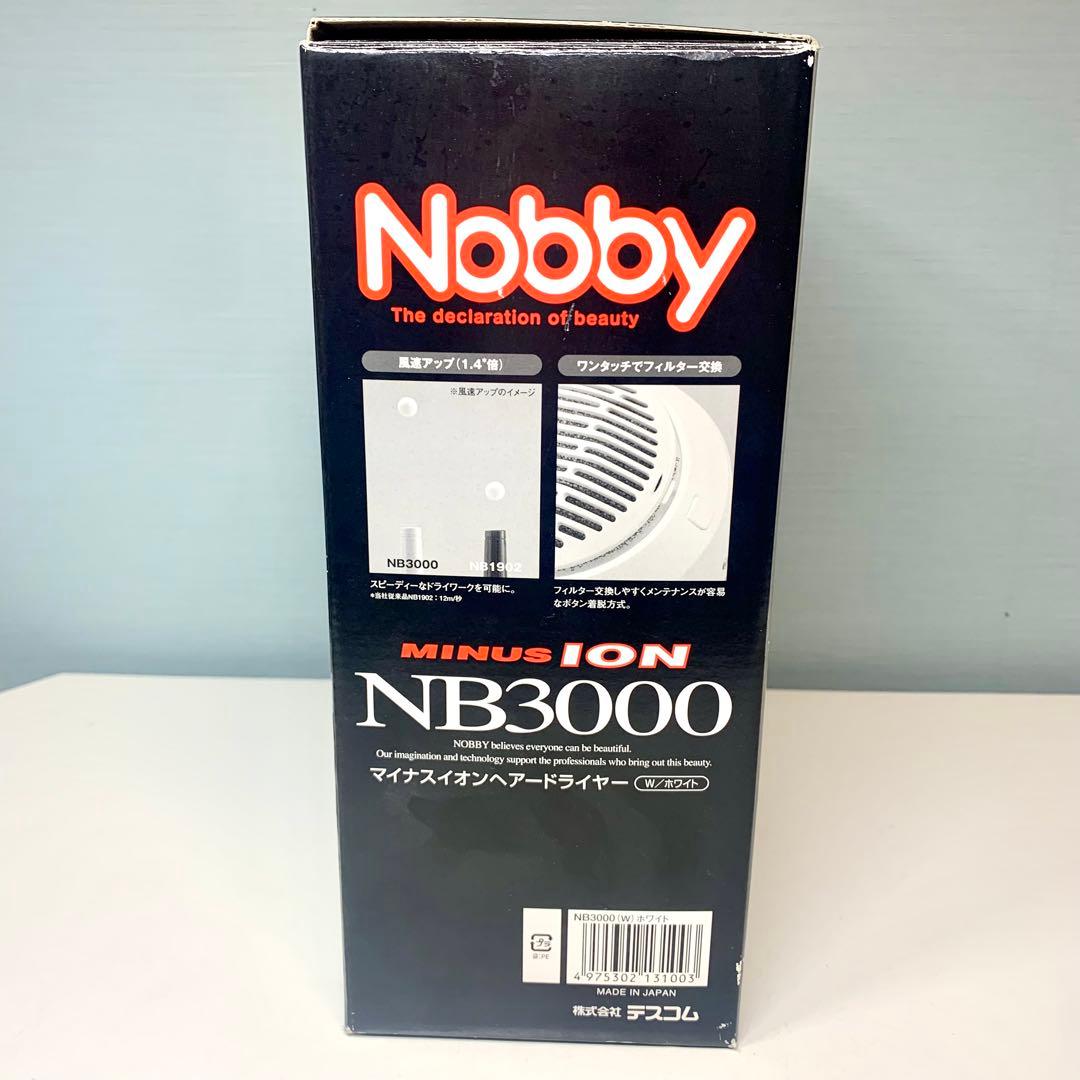 Nobby
The declaration of beauty
風速アップ(1.4*倍)
※風速アップのイメージ
NB3000
NB1902
スピーディーなドライワークを可能に。
*当社従来品NB1902:12m/秒
ワンタッチでフィルター交換
フィルター交換しやすくメンテナンスが容易
なボタン着脱方式。
MINUS ION
NB3000
NOBBY believes everyone can be beautiful.
Our imagination and technology support the professionals who bring out this beauty.
マイナスイオンヘアードライヤー W/ホワイト
プラ
袋:PE
NB3000(W)ホワイト
4 975302 131003
MADE IN JAPAN
株式会社 テスコム